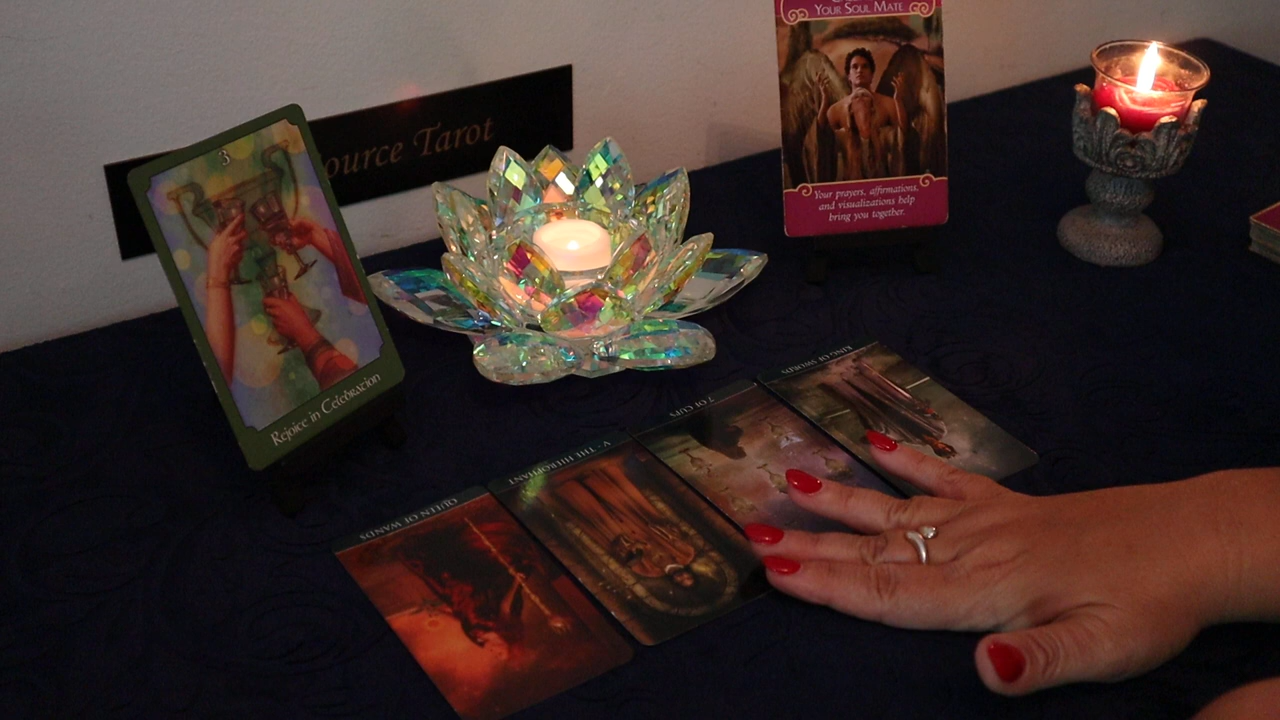 3
Rejoice in Celebration
ource Tarot
YOUR SOUL MATE
Your prayers, affirmations,
and visualizations help
bring you together.
QUEEN OF WANDS
V - THE HIEROPHANT
7 OF CUPS
KING OF SWORDS